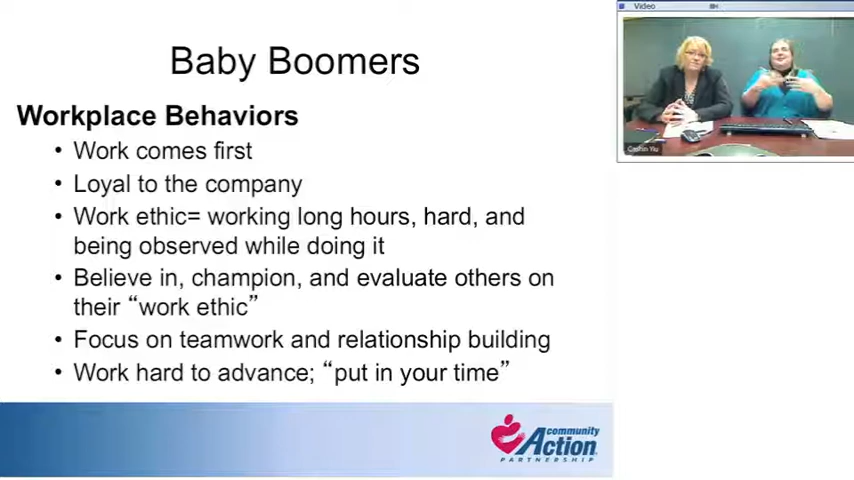 Video
Baby Boomers
Workplace Behaviors
• Work comes first
• Loyal to the company
• Work ethic= working long hours, hard, and
being observed while doing it
• Believe in, champion, and evaluate others on
their “work ethic”
• Focus on teamwork and relationship building
• Work hard to advance; “put in your time”
community
Action
PARTNERSHIP